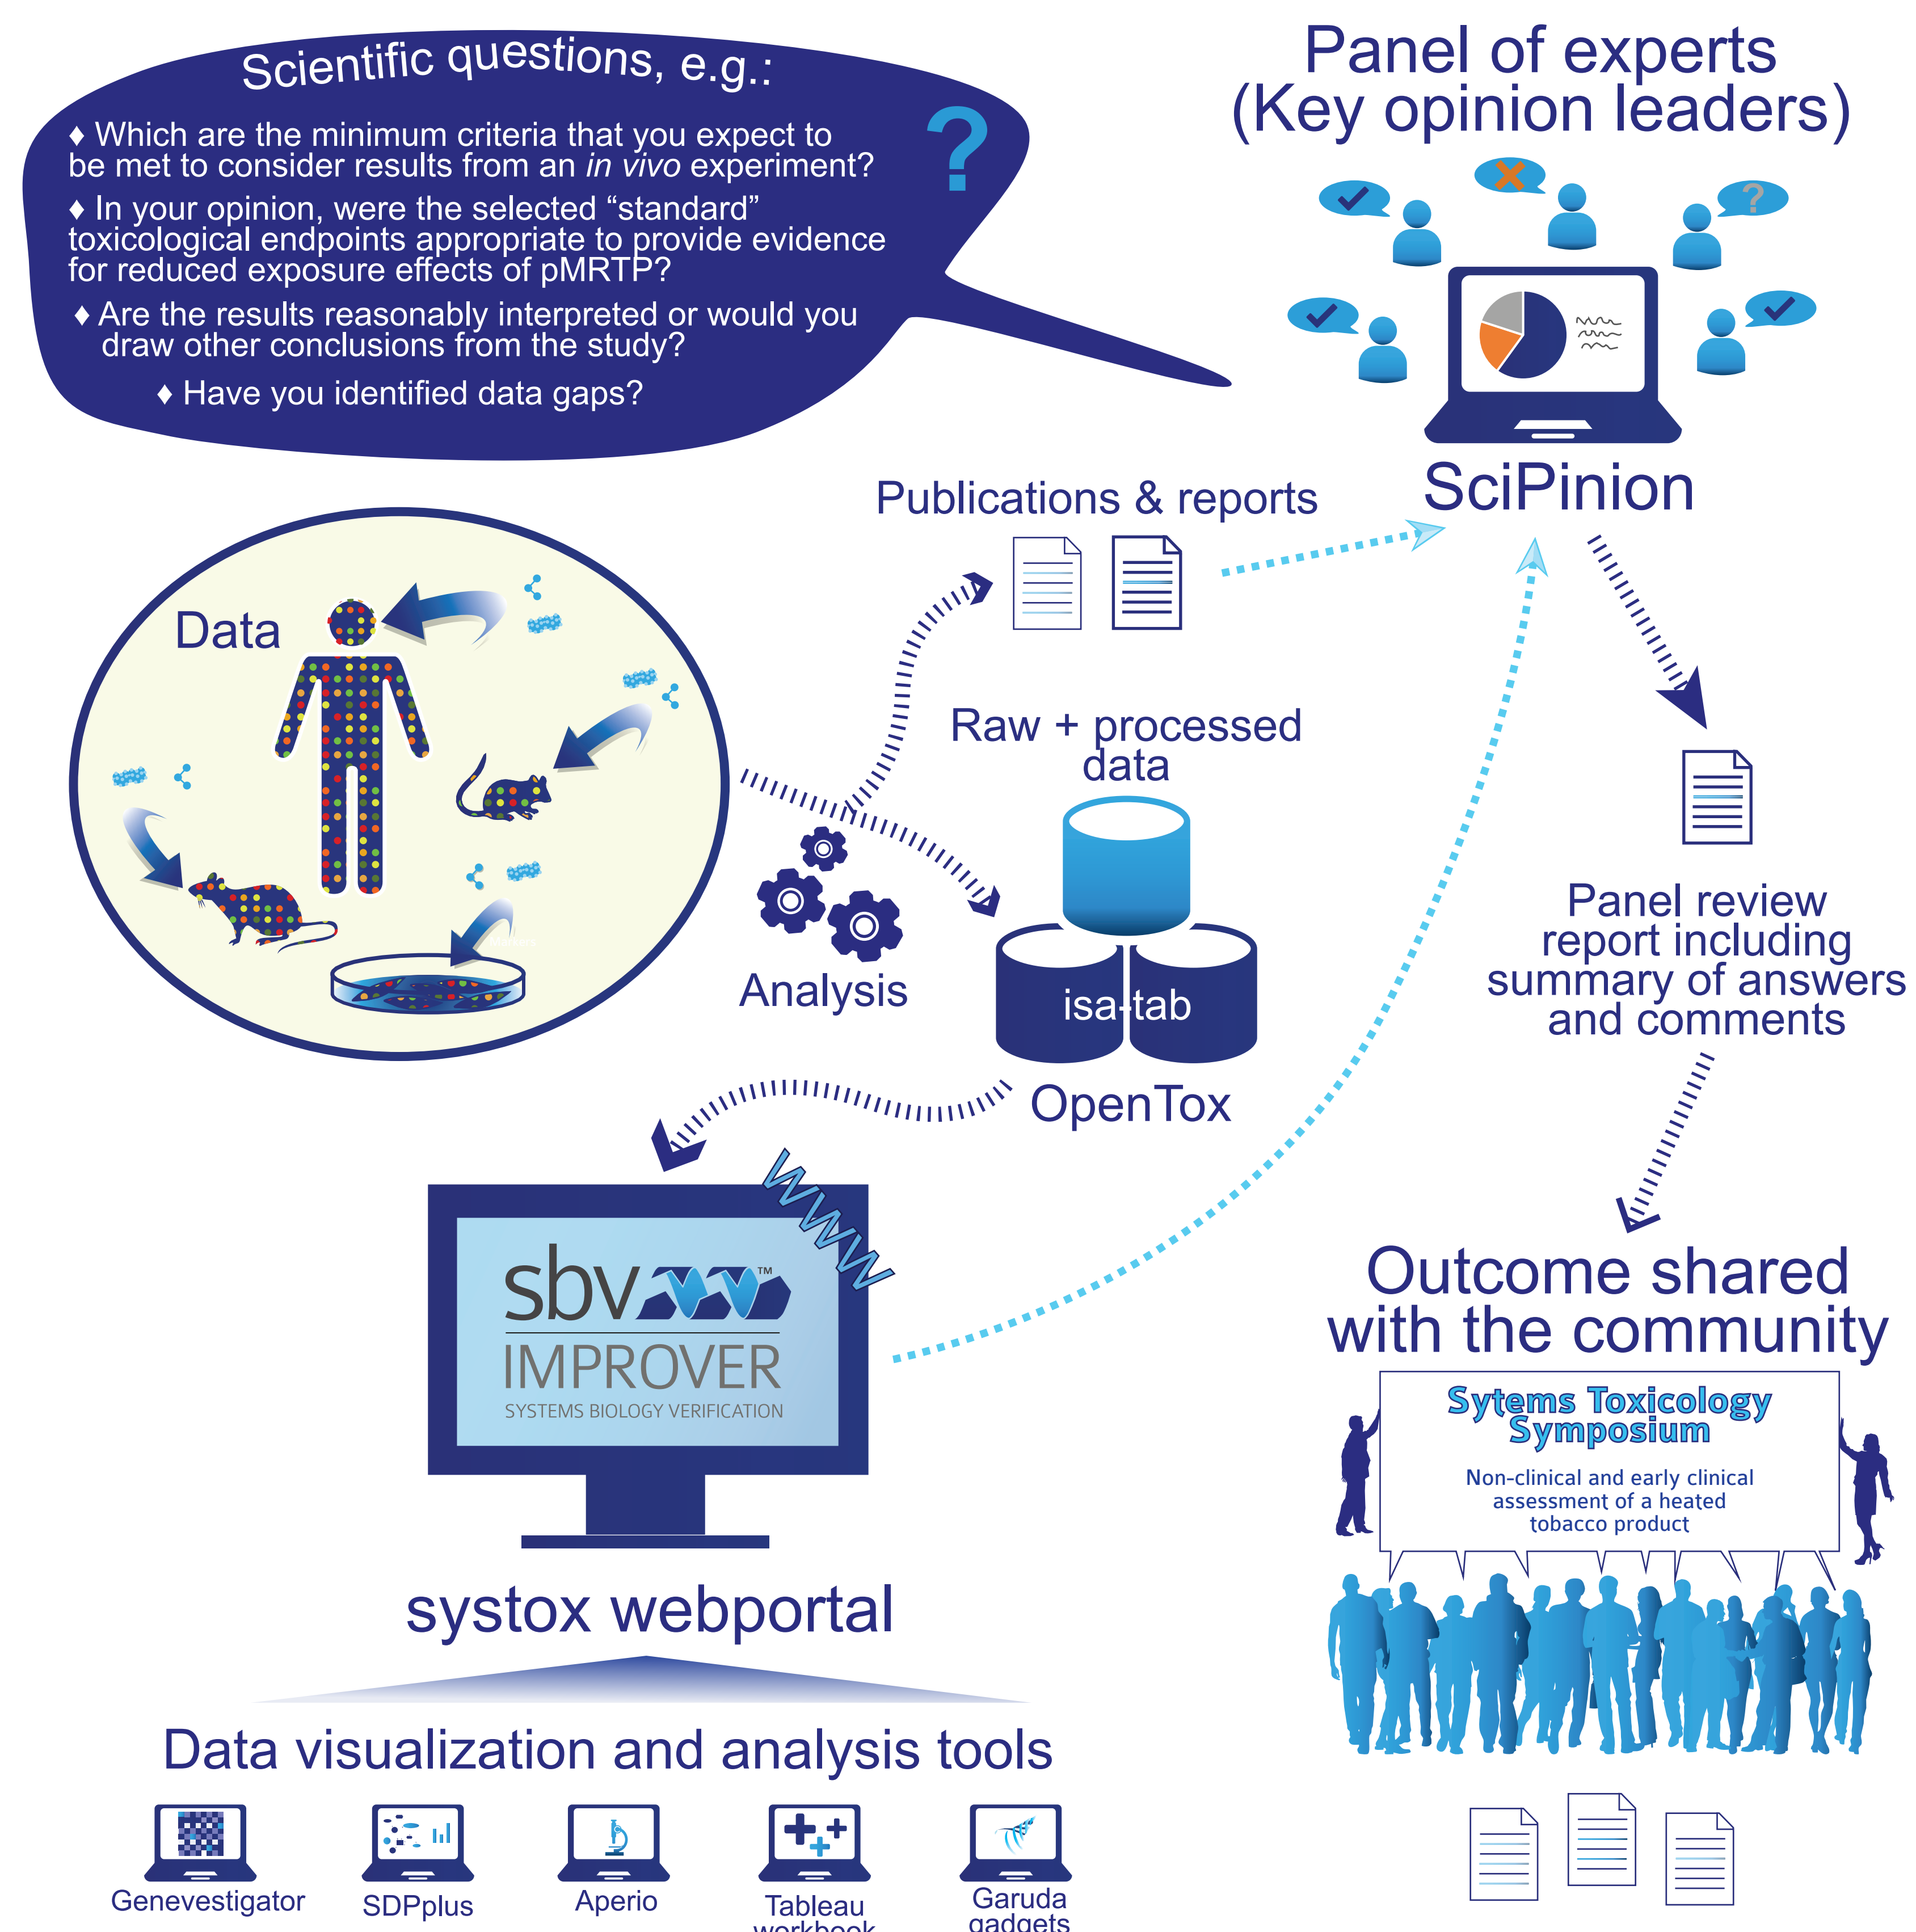 Scientific questions, e.g.:
♦ Which are the minimum criteria that you expect to
be met to consider results from an in vivo experiment?
♦ In your opinion, were the selected “standard”
toxicological endpoints appropriate to provide evidence
for reduced exposure effects of pMRTP?
♦ Are the results reasonably interpreted or would you
draw other conclusions from the study?
♦ Have you identified data gaps?
?
Panel of experts
(Key opinion leaders)
?
SciPinion
Publications & reports
Data
Raw + processed
data
Analysis
isa-tab
OpenTox
Panel review
report including
summary of answers
and comments
WWW
sbv™
IMPROVER
SYSTEMS BIOLOGY VERIFICATION
systox webportal
Outcome shared
with the community
Sytems Toxicology
Symposium
Non-clinical and early clinical
assessment of a heated
tobacco product
Data visualization and analysis tools
Genevestigator
SDPplus
Aperio
Tableau
workbook
Garuda
gadgets